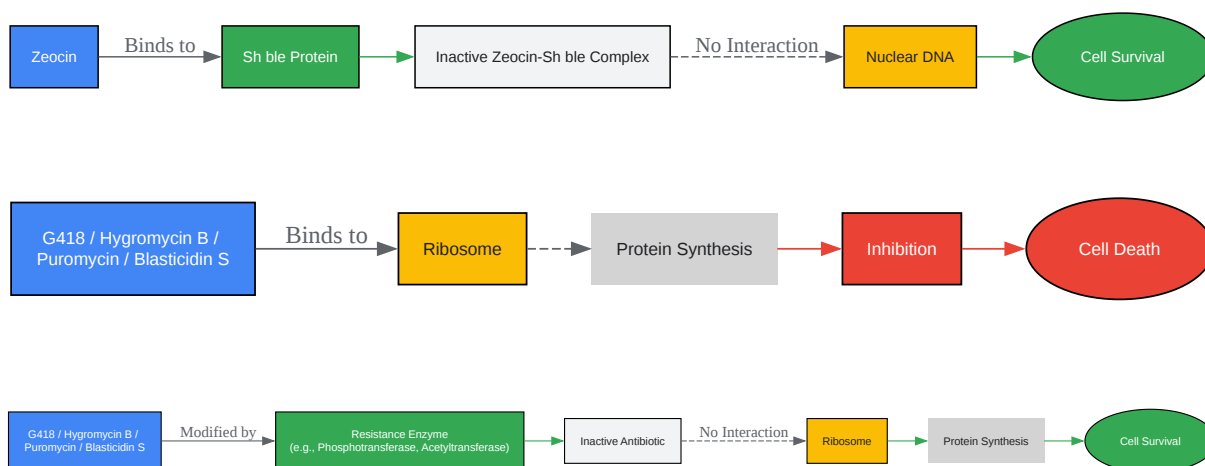 Zeocin
Binds to
Sh ble Protein
Inactive Zeocin-Sh ble Complex
No Interaction
Nuclear DNA
Cell Survival
G418 / Hygromycin B /
Puromycin / Blasticidin S
Binds to
Ribosome
Protein Synthesis
Inhibition
Cell Death
G418 / Hygromycin B /
Puromycin / Blasticidin S
Modified by
Resistance Enzyme
(e.g., Phosphotransferase, Acetyltransferase)
Inactive Antibiotic
No Interaction
Ribosome
Protein Synthesis
Cell Survival